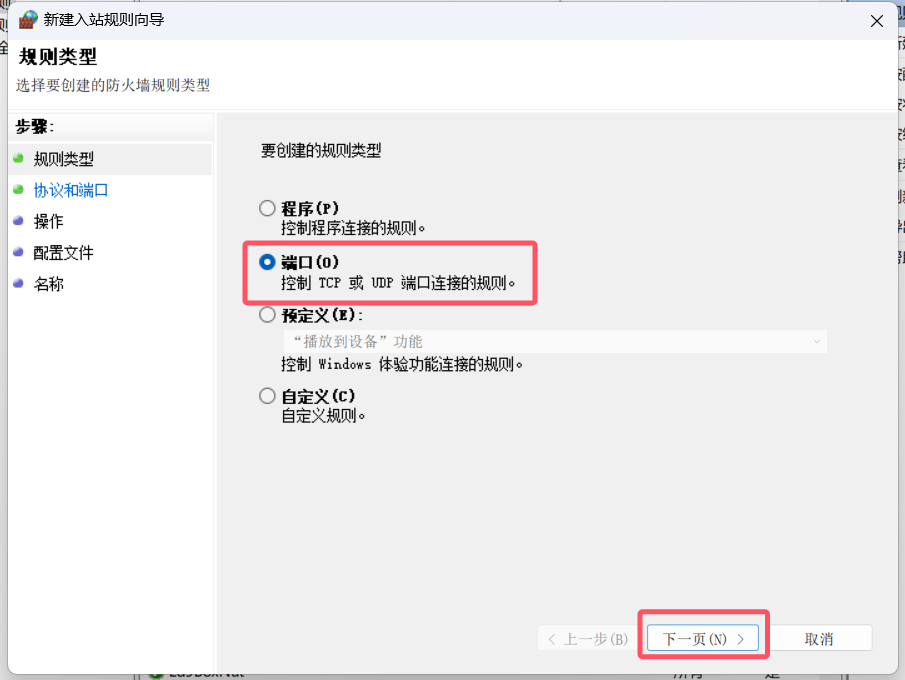 新建入站规则向导
规则类型
选择要创建的防火墙规则类型
步骤:
规则类型
协议和端口
操作
配置文件
名称
要创建的规则类型
程序(P)
控制程序连接的规则。
端口(O)
控制 TCP 或 UDP 端口连接的规则。
预定义(E):
“播放到设备”功能
控制 Windows 体验功能连接的规则。
自定义(C)
自定义规则。
< 上一步(B)
下一页(N) >
取消